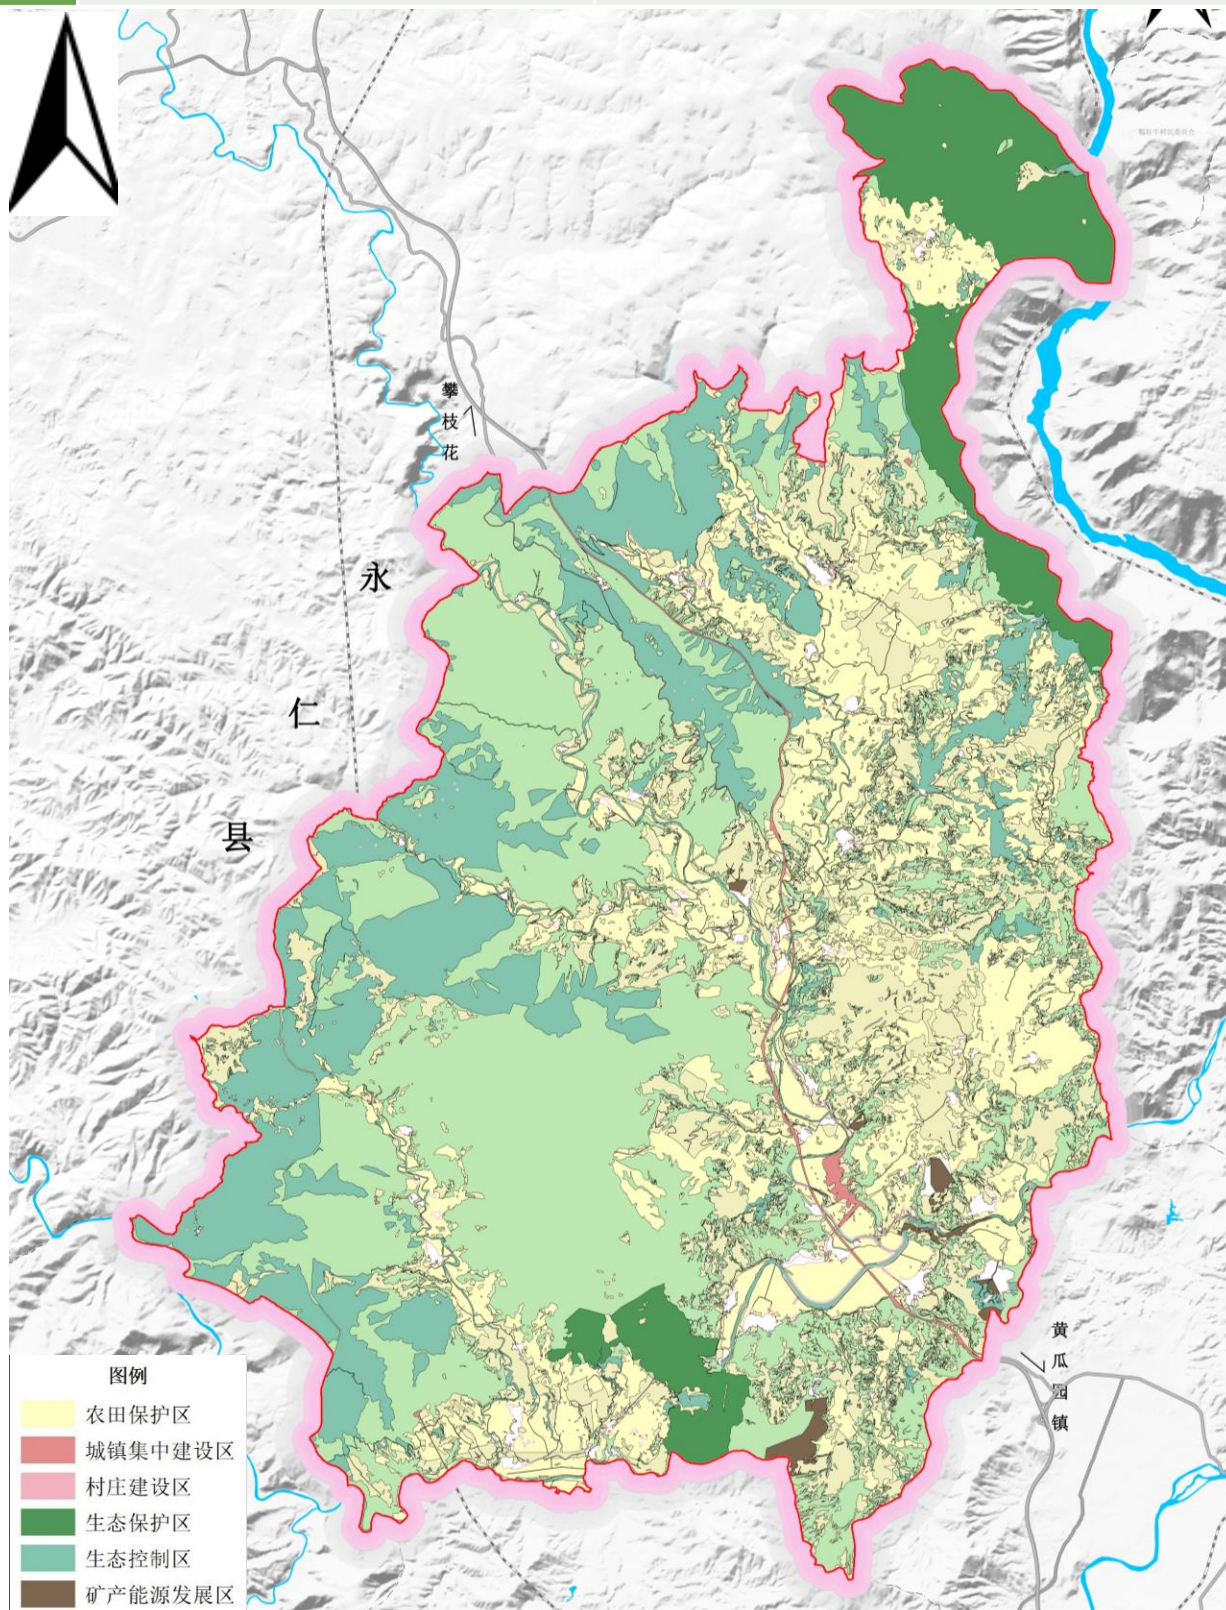 攀枝花
永仁县
黄瓜园镇
图例
农田保护区
城镇集中建设区
村庄建设区
生态保护区
生态控制区
矿产能源发展区